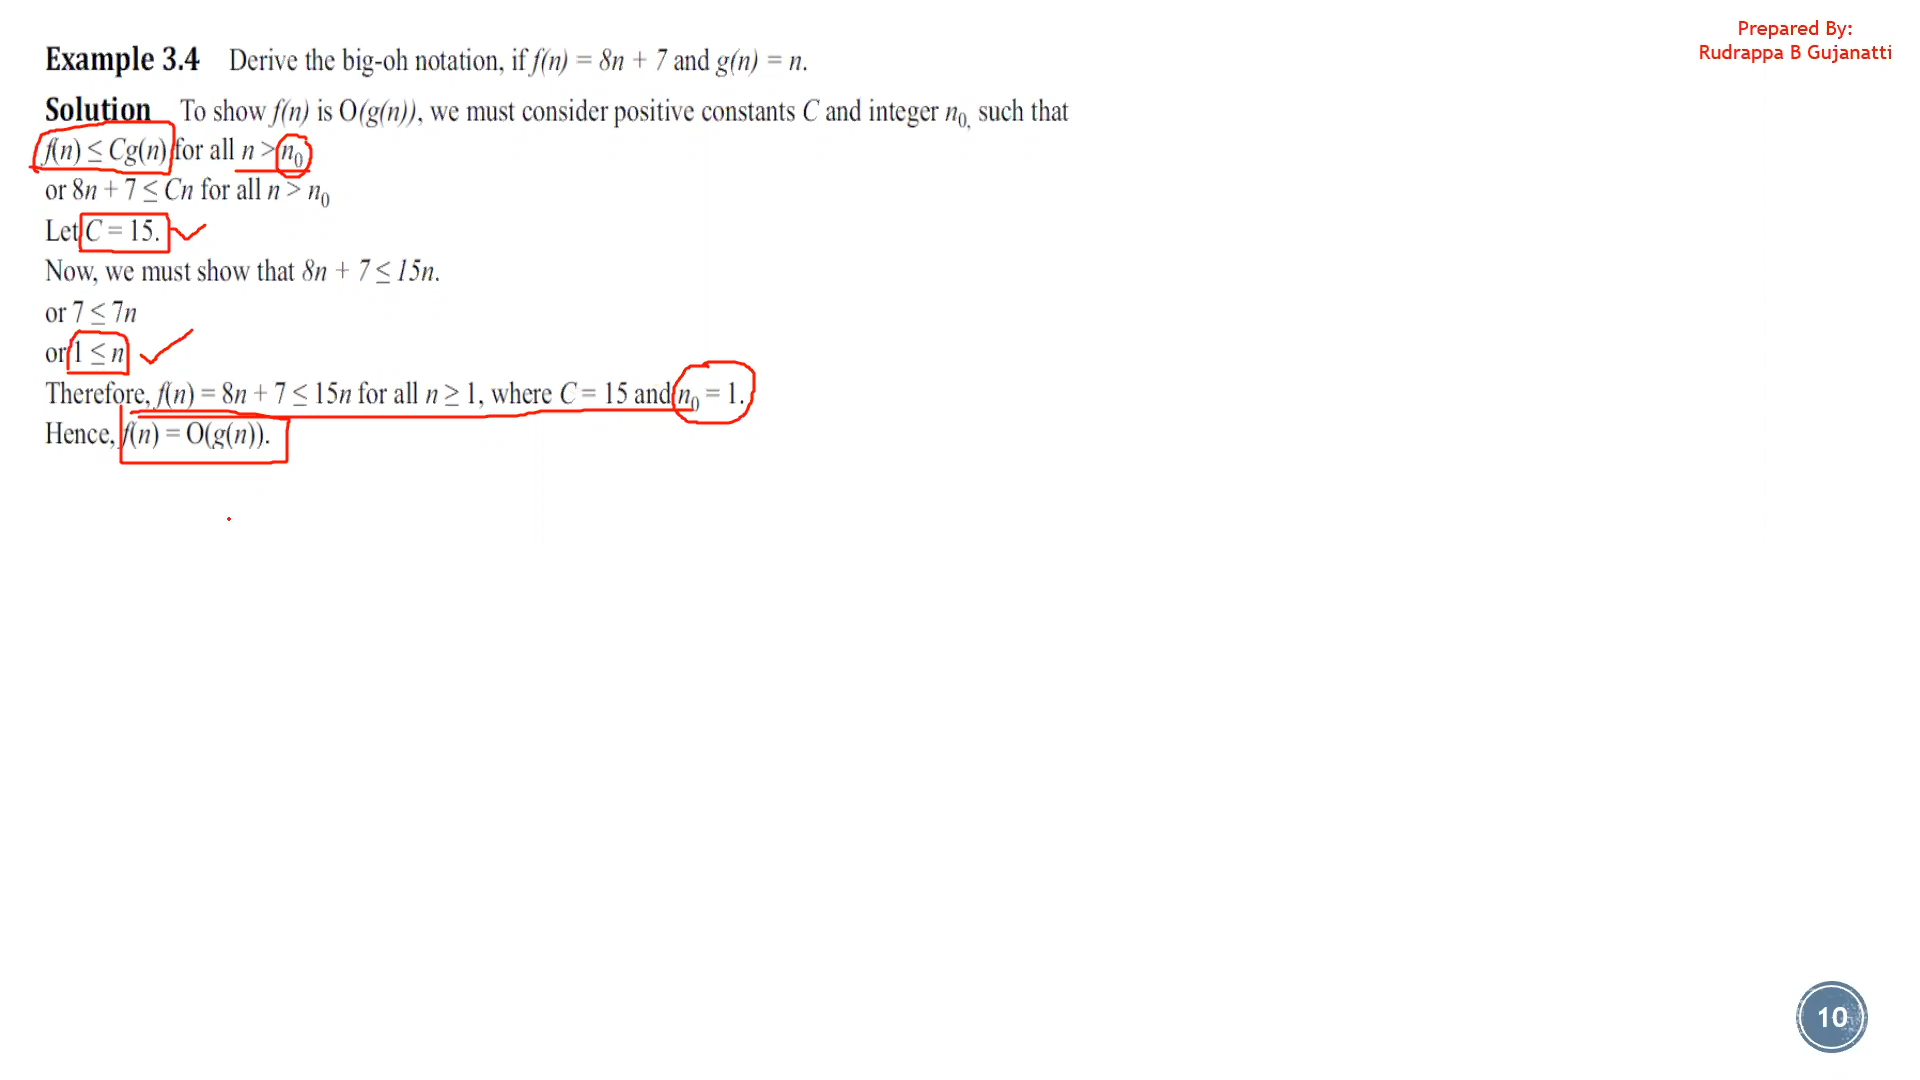 Prepared By:
Rudrappa B Gujanatti
Example 3.4 Derive the big-oh notation, if f(n) = 8n + 7 and g(n) = n.
Solution To show f(n) is O(g(n)), we must consider positive constants C and integer n₀, such that
f(n) ≤ Cg(n) for all n > n₀
or 8n + 7 ≤ Cn for all n > n₀
Let C = 15.
Now, we must show that 8n + 7 ≤ 15n.
or 7 ≤ 7n
or 1 ≤ n
Therefore, f(n) = 8n + 7 ≤ 15n for all n ≥ 1, where C = 15 and n₀ = 1.
Hence, f(n) = O(g(n)).
10